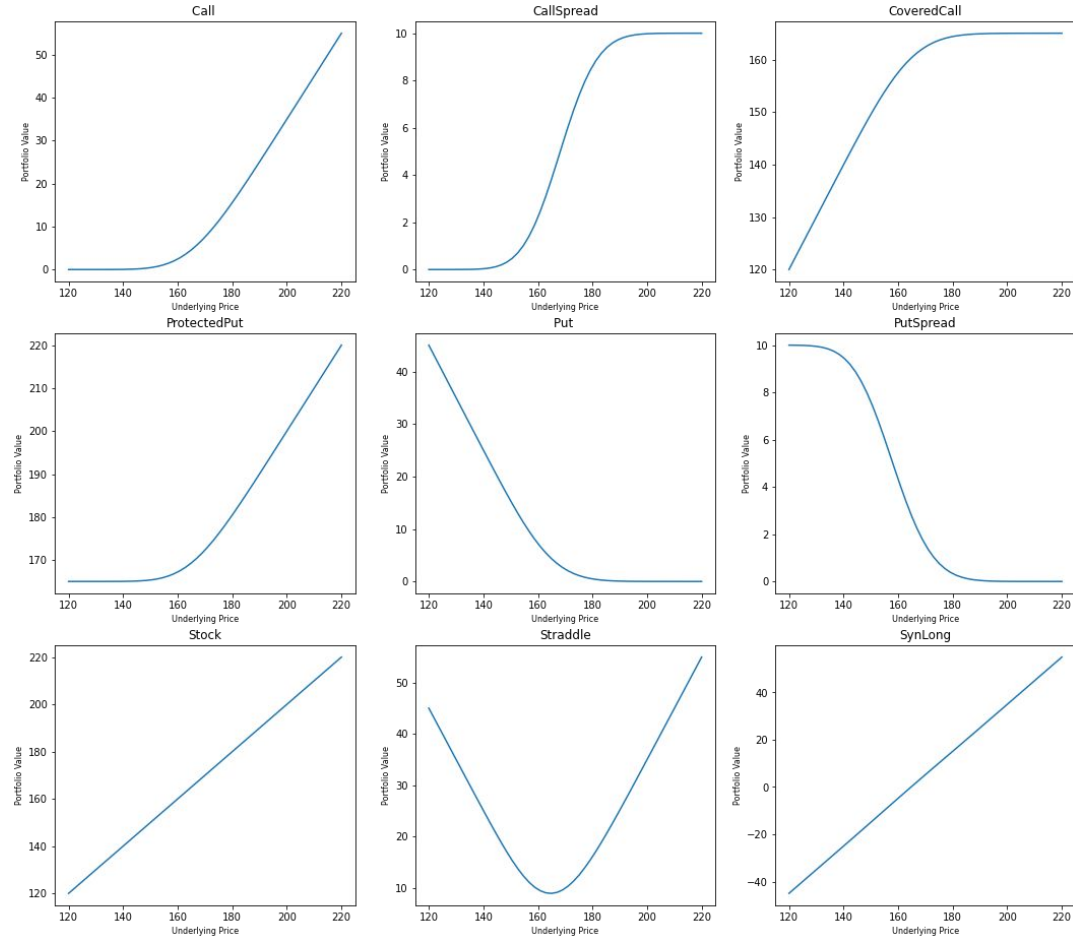 Call
CallSpread
CoveredCall
Portfolio Value
50
40
30
20
10
0
120 140 160 180 200 220
Underlying Price
Portfolio Value
10
8
6
4
2
0
120 140 160 180 200 220
Underlying Price
Portfolio Value
160
150
140
130
120
120 140 160 180 200 220
Underlying Price
ProtectedPut
Put
PutSpread
Portfolio Value
220
210
200
190
180
170
120 140 160 180 200 220
Underlying Price
Portfolio Value
40
30
20
10
0
120 140 160 180 200 220
Underlying Price
Portfolio Value
10
8
6
4
2
0
120 140 160 180 200 220
Underlying Price
Stock
Straddle
SynLong
Portfolio Value
220
200
180
160
140
120
120 140 160 180 200 220
Underlying Price
Portfolio Value
50
40
30
20
10
120 140 160 180 200 220
Underlying Price
Portfolio Value
40
20
0
−20
−40
120 140 160 180 200 220
Underlying Price